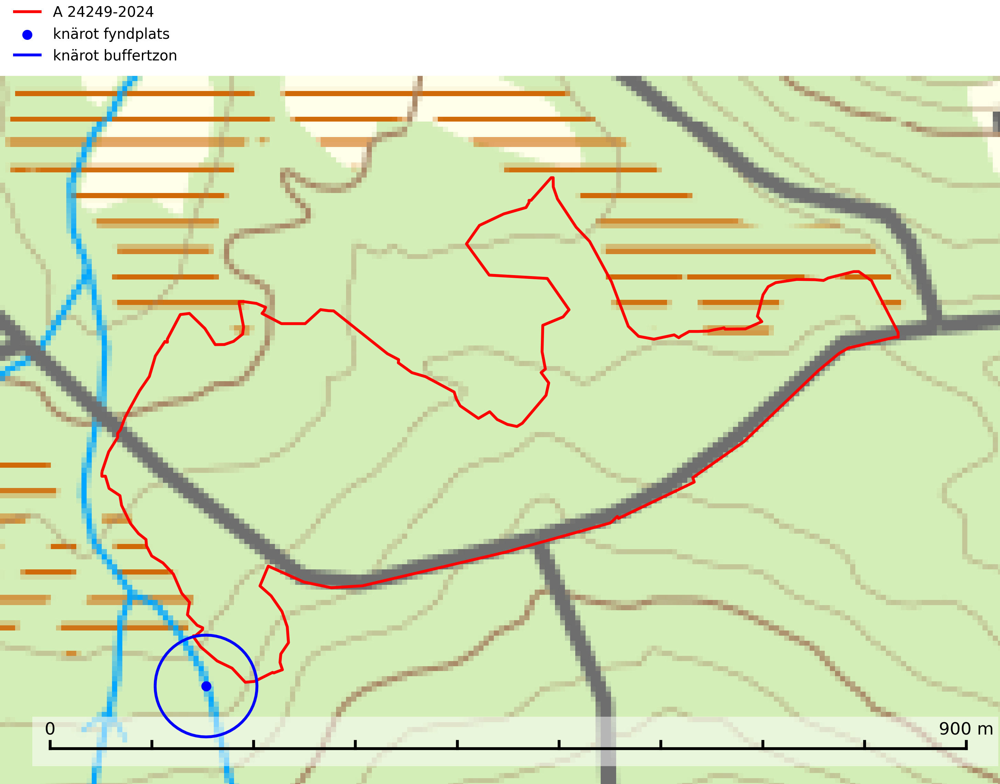 A 24249-2024
knärot fyndplats
knärot buffertzon
0
900 m